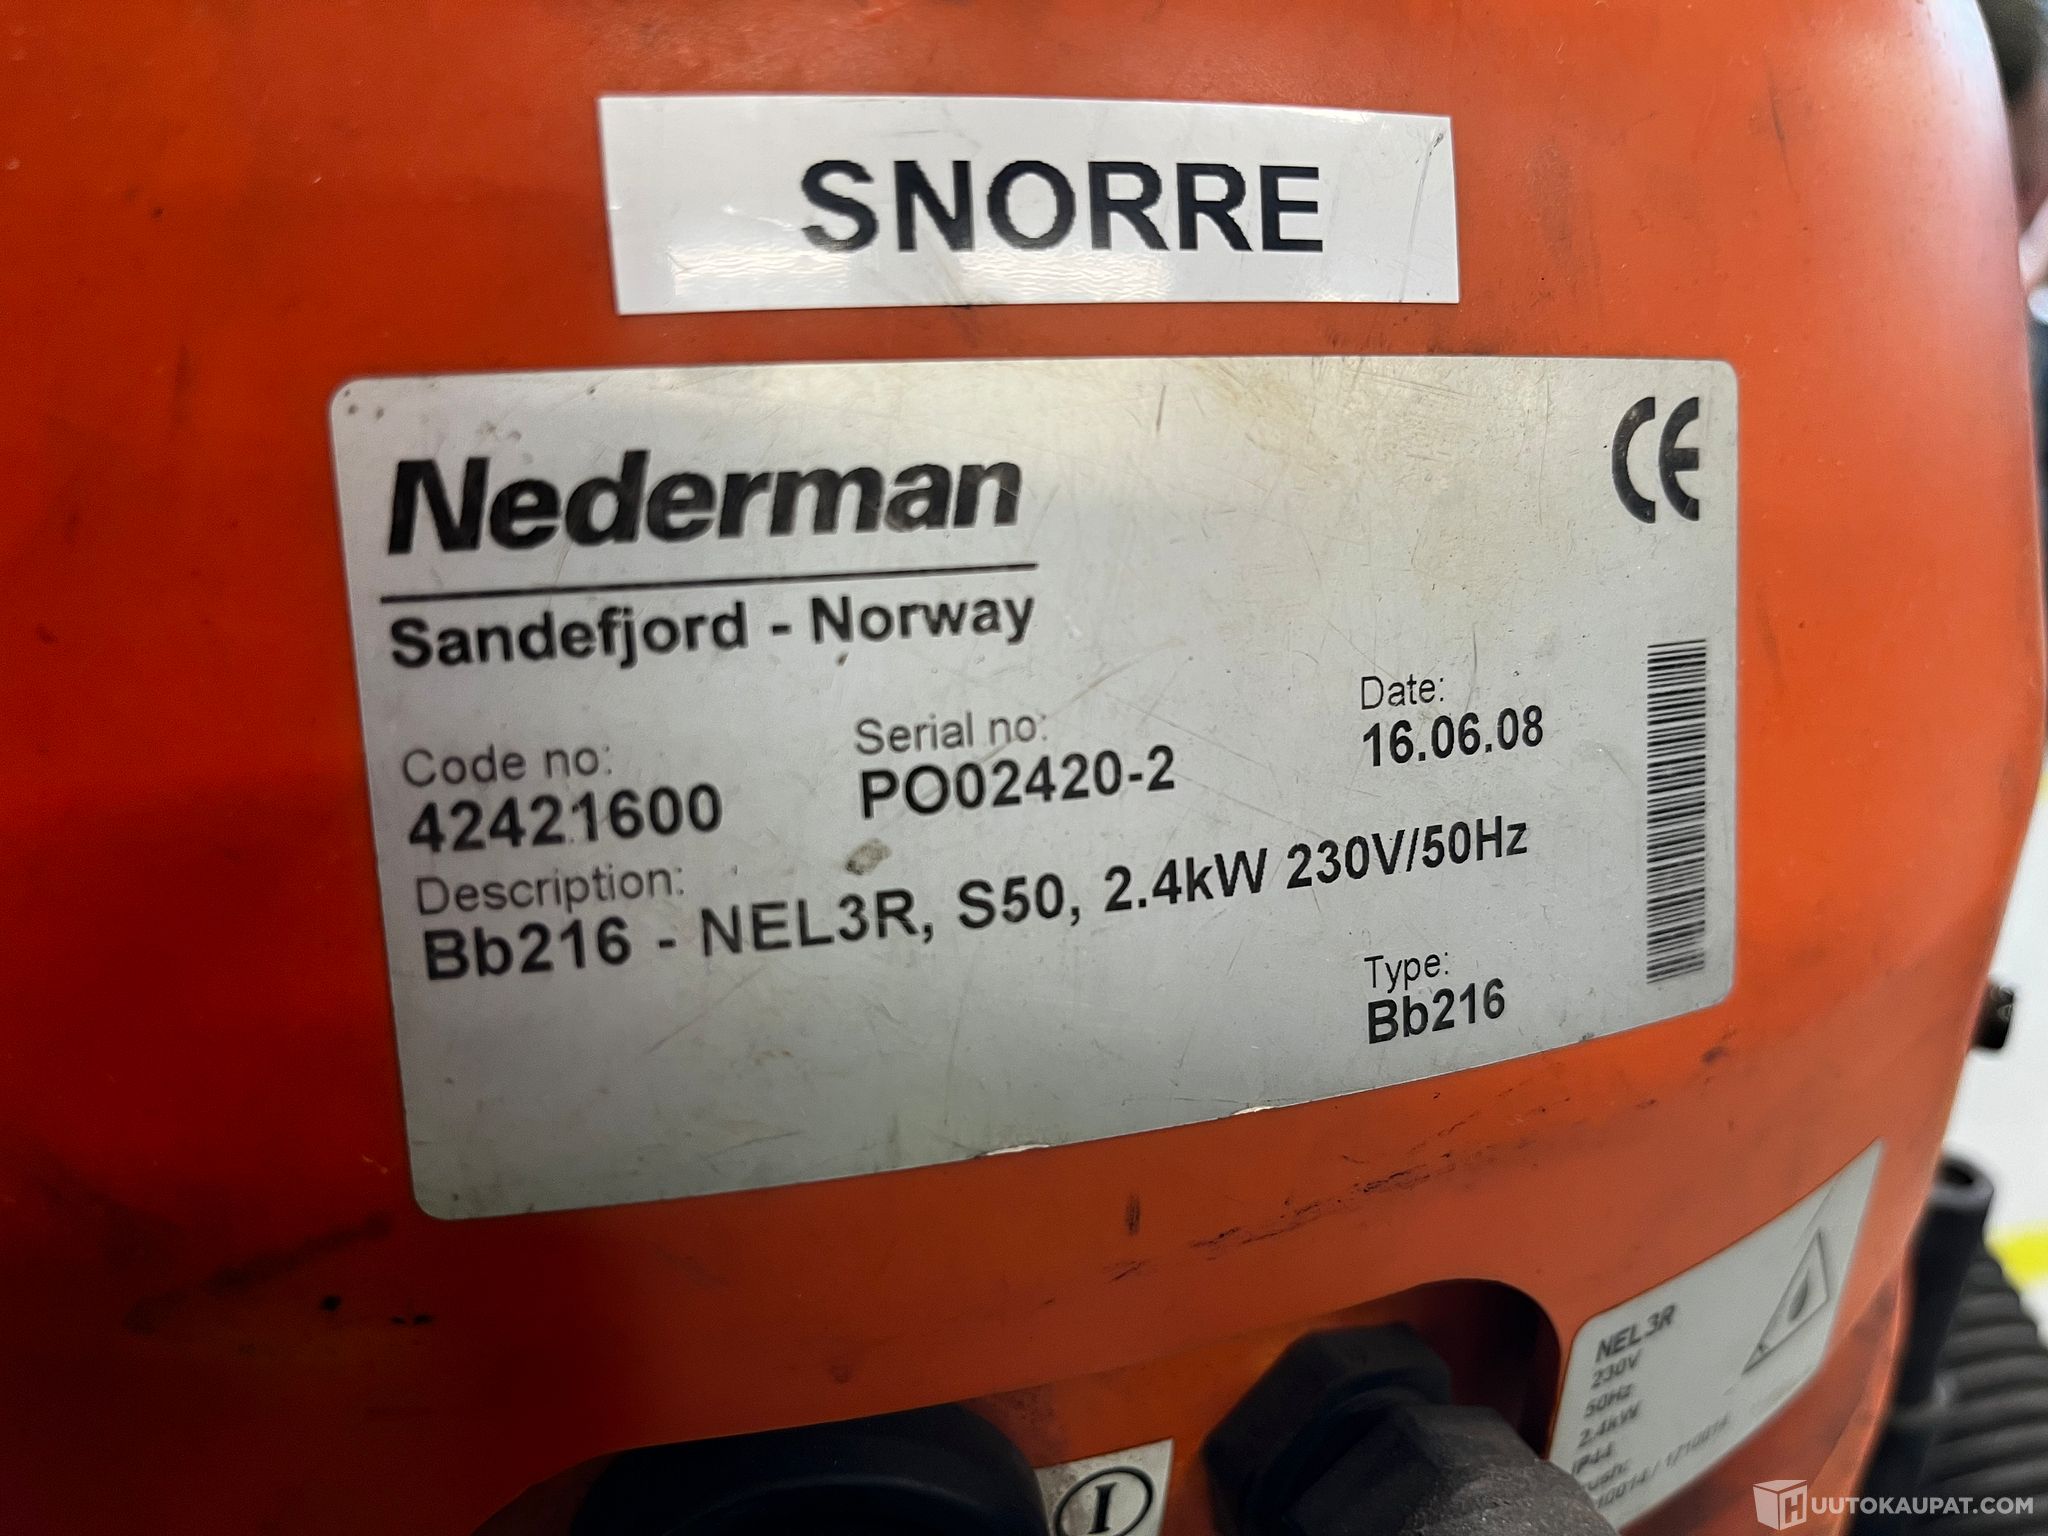 SNORRE
CE
Nederman
Sandefjord - Norway
Code no:
42421600
Serial no:
PO02420-2
Date:
16.06.08
Description:
Bb216 - NEL3R, S50, 2.4kW 230V/50Hz
Type:
Bb216
NEL3R
230V
50Hz
2.4kW
IP44
I
HUUTOKAUPAT.COM